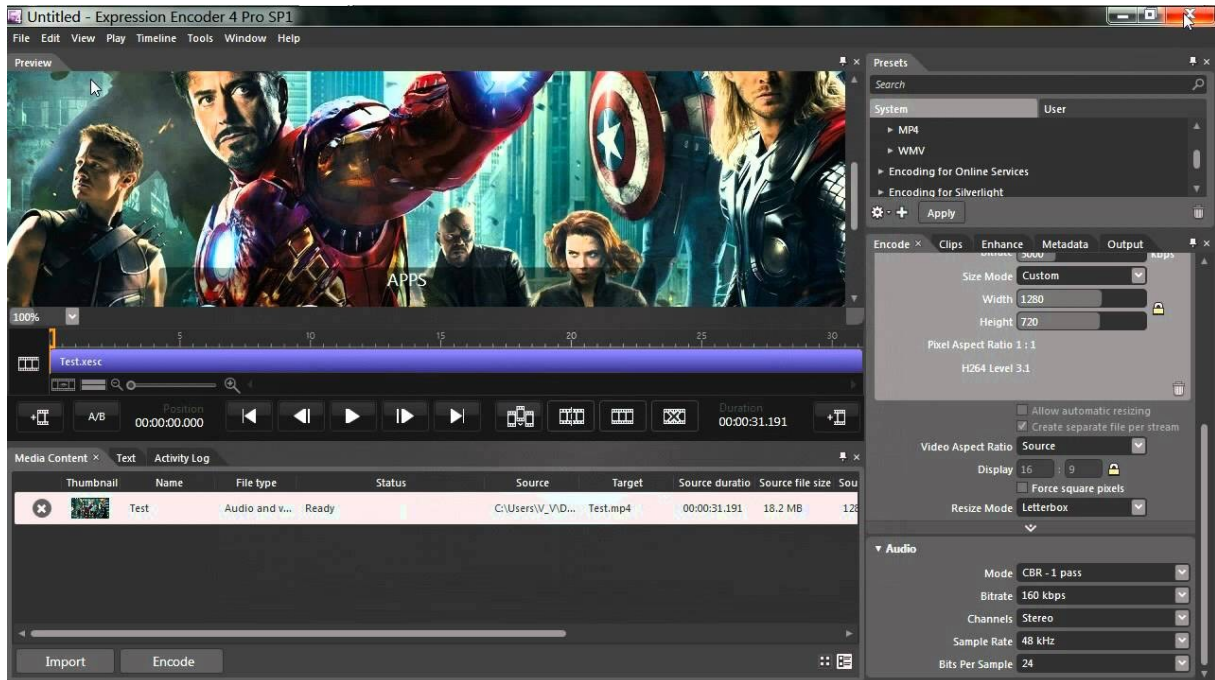 Untitled - Expression Encoder 4 Pro SP1
File Edit View Play Timeline Tools Window Help
Preview
APPS
100%
5 10 15 20 25 30
Test.xesc
A/B
Position
00:00:00.000
Duration
00:00:31.191
Media Content Text Activity Log
Thumbnail Name File type Status Source Target Source duratio Source file size Sou
Test Audio and v... Ready C:\Users\V_V\D... Test.mp4 00:00:31.191 18.2 MB 128
Import Encode
Presets
Search
System User
MP4
WMV
Encoding for Online Services
Encoding for Silverlight
Apply
Encode Clips Enhance Metadata Output
Bitrate 5000 kbps
Size Mode Custom
Width 1280
Height 720
Pixel Aspect Ratio 1 : 1
H264 Level 3.1
Allow automatic resizing
Create separate file per stream
Video Aspect Ratio Source
Display 16 : 9
Force square pixels
Resize Mode Letterbox
Audio
Mode CBR - 1 pass
Bitrate 160 kbps
Channels Stereo
Sample Rate 48 kHz
Bits Per Sample 24